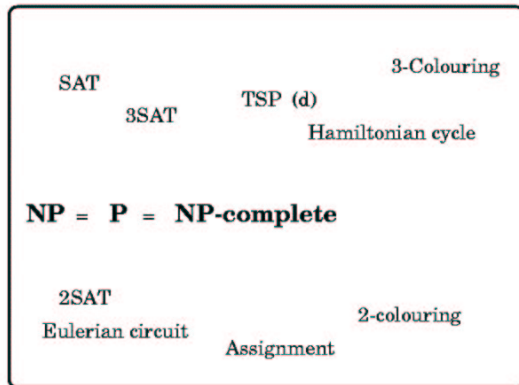 3-Colouring
SAT
TSP (d)
3SAT
Hamiltonian cycle
NP = P = NP-complete
2SAT
2-colouring
Eulerian circuit
Assignment